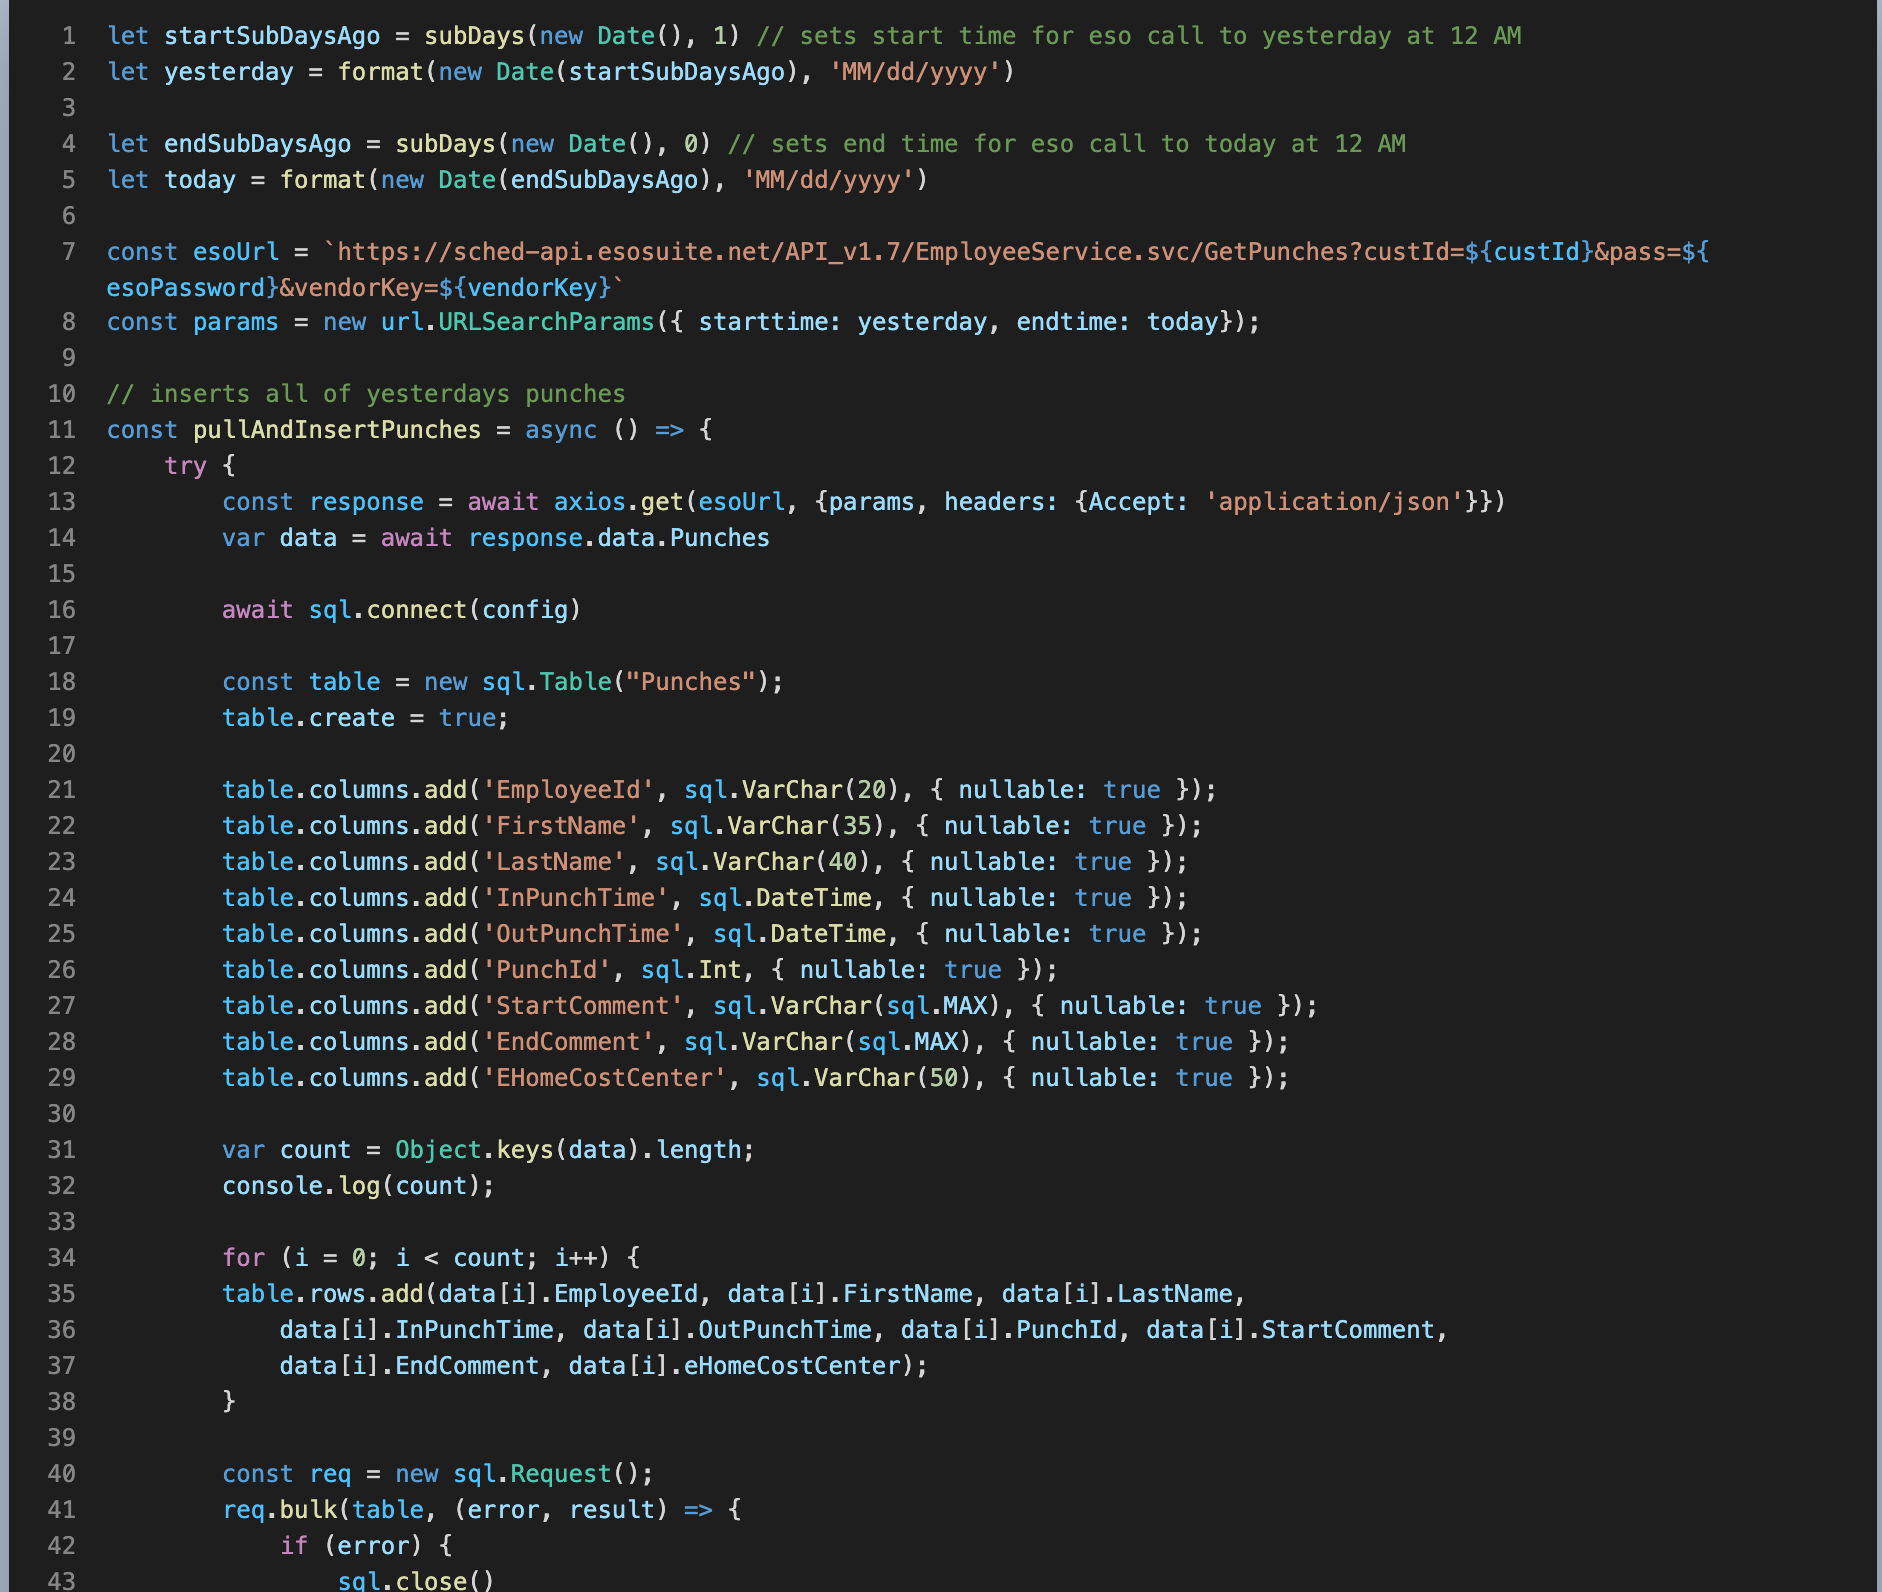 1 let startSubDaysAgo = subDays(new Date(), 1) // sets start time for eso call to yesterday at 12 AM
2 let yesterday = format(new Date(startSubDaysAgo), 'MM/dd/yyyy')
3
4 let endSubDaysAgo = subDays(new Date(), 0) // sets end time for eso call to today at 12 AM
5 let today = format(new Date(endSubDaysAgo), 'MM/dd/yyyy')
6
7 const esoUrl = `https://sched-api.esosuite.net/API_v1.7/EmployeeService.svc/GetPunches?custId=${custId}&pass=${
esoPassword}&vendorKey=${vendorKey}`
8 const params = new url.URLSearchParams({ starttime: yesterday, endtime: today});
9
10 // inserts all of yesterdays punches
11 const pullAndInsertPunches = async () => {
12     try {
13         const response = await axios.get(esoUrl, {params, headers: {Accept: 'application/json'}})
14         var data = await response.data.Punches
15
16         await sql.connect(config)
17
18         const table = new sql.Table("Punches");
19         table.create = true;
20
21         table.columns.add('EmployeeId', sql.VarChar(20), { nullable: true });
22         table.columns.add('FirstName', sql.VarChar(35), { nullable: true });
23         table.columns.add('LastName', sql.VarChar(40), { nullable: true });
24         table.columns.add('InPunchTime', sql.DateTime, { nullable: true });
25         table.columns.add('OutPunchTime', sql.DateTime, { nullable: true });
26         table.columns.add('PunchId', sql.Int, { nullable: true });
27         table.columns.add('StartComment', sql.VarChar(sql.MAX), { nullable: true });
28         table.columns.add('EndComment', sql.VarChar(sql.MAX), { nullable: true });
29         table.columns.add('EHomeCostCenter', sql.VarChar(50), { nullable: true });
30
31         var count = Object.keys(data).length;
32         console.log(count);
33
34         for (i = 0; i < count; i++) {
35         table.rows.add(data[i].EmployeeId, data[i].FirstName, data[i].LastName,
36             data[i].InPunchTime, data[i].OutPunchTime, data[i].PunchId, data[i].StartComment,
37             data[i].EndComment, data[i].eHomeCostCenter);
38         }
39
40         const req = new sql.Request();
41         req.bulk(table, (error, result) => {
42             if (error) {
43                 sql.close()